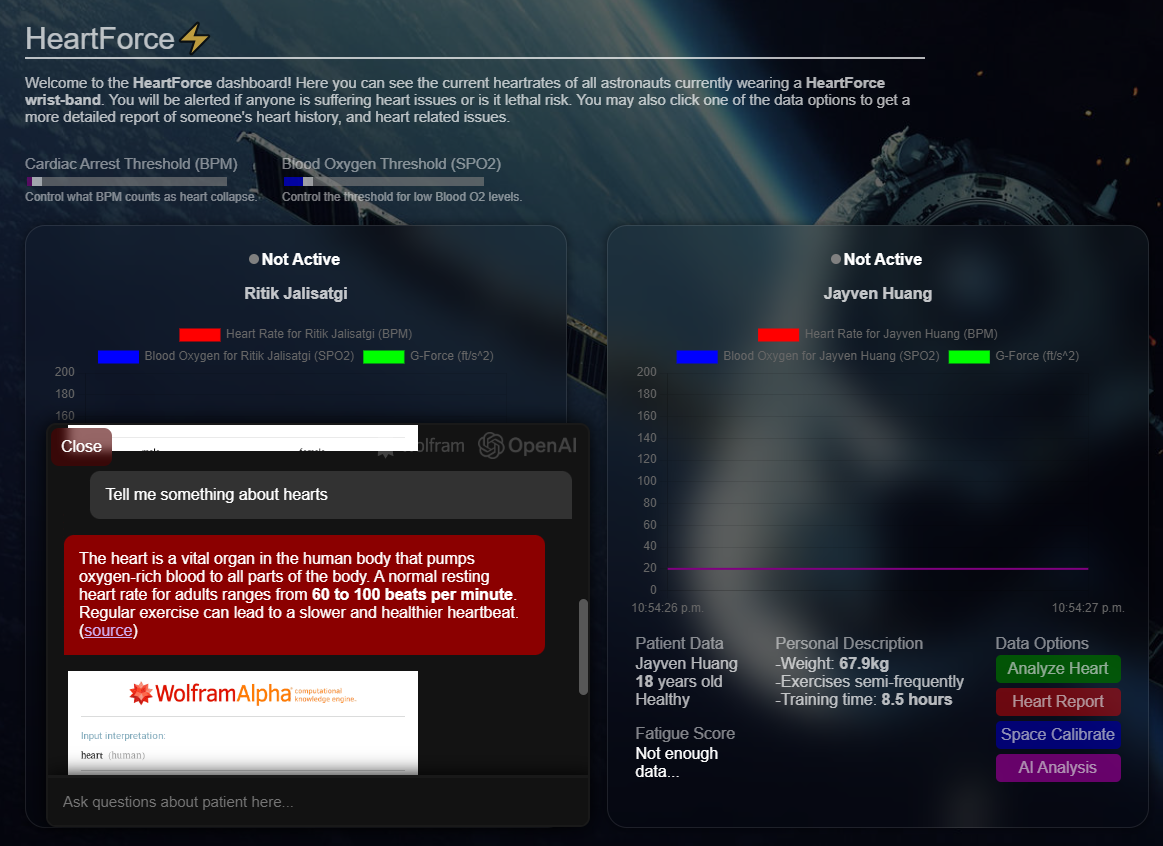 HeartForce⚡
Welcome to the HeartForce dashboard! Here you can see the current heartrates of all astronauts currently wearing a HeartForce
wrist-band. You will be alerted if anyone is suffering heart issues or is it lethal risk. You may also click one of the data options to get a
more detailed report of someone's heart history, and heart related issues.
Cardiac Arrest Threshold (BPM)
Control what BPM counts as heart collapse.
Blood Oxygen Threshold (SPO2)
Control the threshold for low Blood O2 levels.
Not Active
Ritik Jalisatgi
Heart Rate for Ritik Jalisatgi (BPM)
Blood Oxygen for Ritik Jalisatgi (SPO2) G-Force (ft/s^2)
200
180
160
Close
OpenAI
Tell me something about hearts
The heart is a vital organ in the human body that pumps
oxygen-rich blood to all parts of the body. A normal resting
heart rate for adults ranges from 60 to 100 beats per minute.
Regular exercise can lead to a slower and healthier heartbeat.
(source)
WolframAlpha computational
knowledge engine.
Input interpretation:
heart (human)
Ask questions about patient here...
Not Active
Jayven Huang
Heart Rate for Jayven Huang (BPM)
Blood Oxygen for Jayven Huang (SPO2) G-Force (ft/s^2)
200
180
160
140
120
100
80
60
40
20
0
10:54:26 p.m. 10:54:27 p.m.
Patient Data
Jayven Huang
18 years old
Healthy
Fatigue Score
Not enough
data...
Personal Description
-Weight: 67.9kg
-Exercises semi-frequently
-Training time: 8.5 hours
Data Options
Analyze Heart
Heart Report
Space Calibrate
AI Analysis